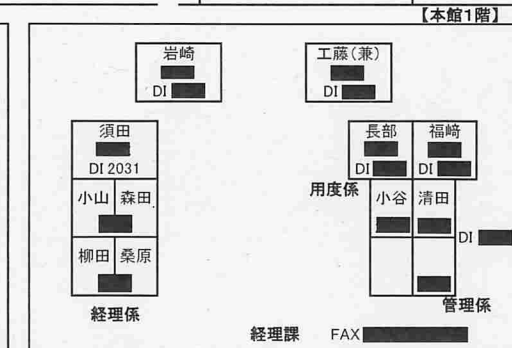 【本館1階】
岩崎
DI
工藤(兼)
DI
須田
DI 2031
小山 森田
柳田 桑原
経理係
長部 福﨑
DI DI
用度係
小谷 清田
DI
管理係
経理課 FAX